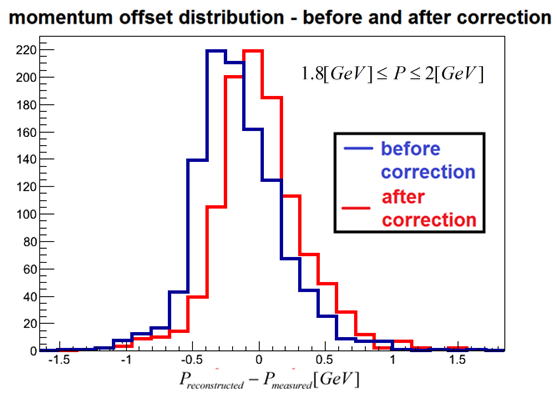 momentum offset distribution - before and after correction
220
200
180
160
140
120
100
80
60
40
20
0
1.8[GeV] ≤ P ≤ 2[GeV]
before
correction
after
correction
-1.5 -1 -0.5 0 0.5 1 1.5
P_reconstructed − P_measured[GeV]